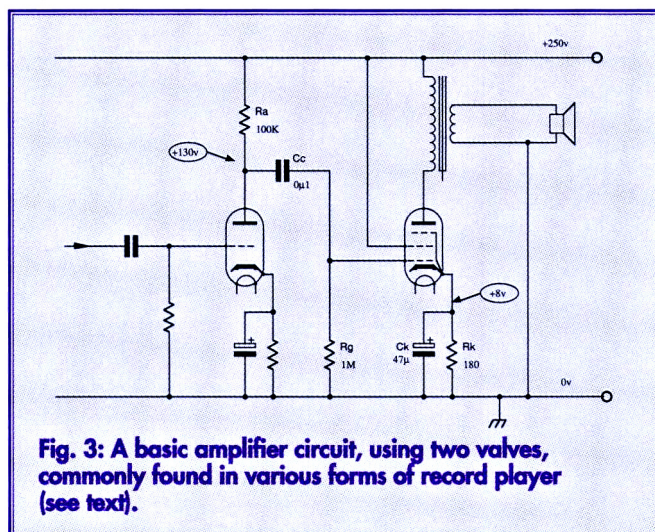 +250v
Ra
100K
+130v
Cc
0µ1
+8v
Rg
1M
Ck
47µ
Rk
180
0v
Fig. 3: A basic amplifier circuit, using two valves,
commonly found in various forms of record player
(see text).